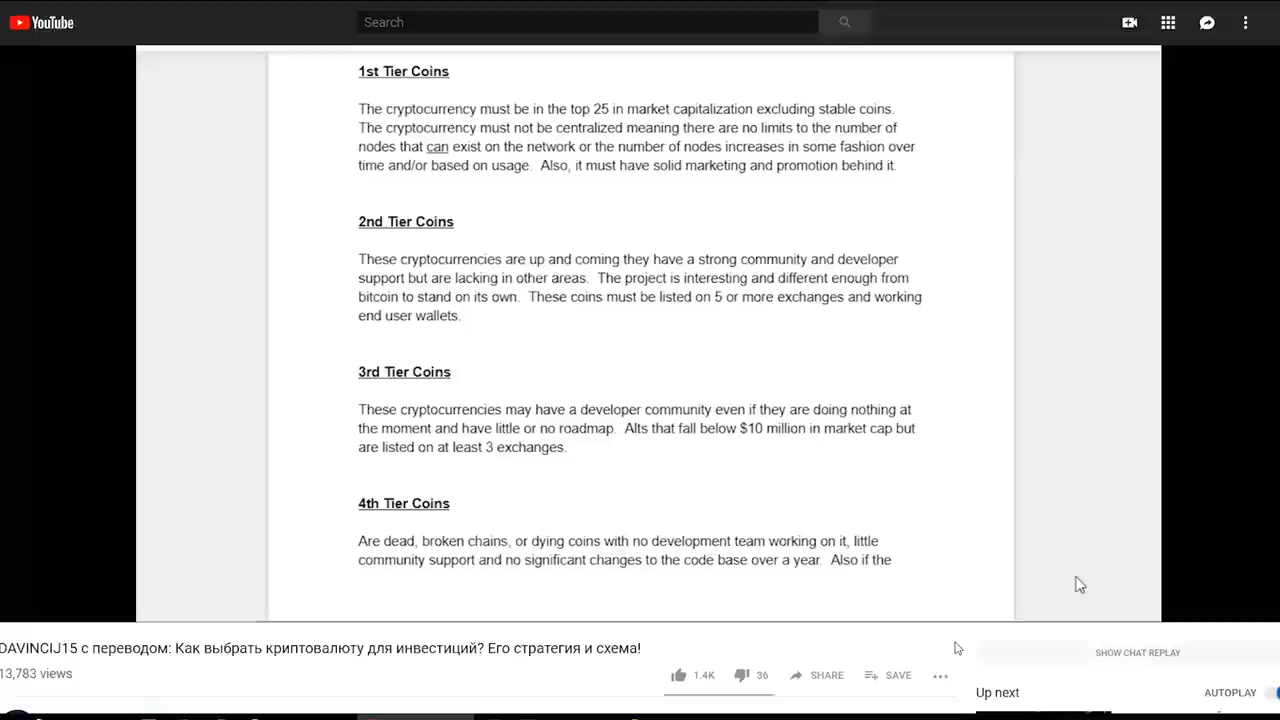 YouTube
Search
1st Tier Coins
The cryptocurrency must be in the top 25 in market capitalization excluding stable coins.
The cryptocurrency must not be centralized meaning there are no limits to the number of
nodes that can exist on the network or the number of nodes increases in some fashion over
time and/or based on usage. Also, it must have solid marketing and promotion behind it.
2nd Tier Coins
These cryptocurrencies are up and coming they have a strong community and developer
support but are lacking in other areas. The project is interesting and different enough from
bitcoin to stand on its own. These coins must be listed on 5 or more exchanges and working
end user wallets.
3rd Tier Coins
These cryptocurrencies may have a developer community even if they are doing nothing at
the moment and have little or no roadmap. Alts that fall below $10 million in market cap but
are listed on at least 3 exchanges.
4th Tier Coins
Are dead, broken chains, or dying coins with no development team working on it, little
community support and no significant changes to the code base over a year. Also if the
DAVINCIJ15 с переводом: Как выбрать криптовалюту для инвестиций? Его стратегия и схема!
13,783 views
1.4K
36
SHARE
SAVE
SHOW CHAT REPLAY
Up next
AUTOPLAY